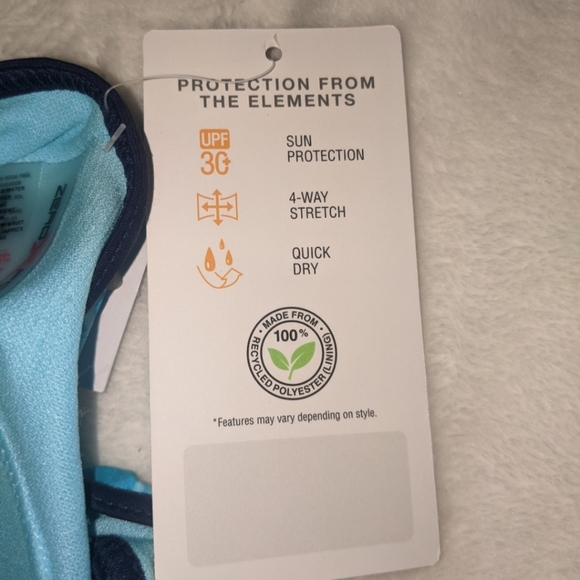 PROTECTION FROM
THE ELEMENTS
UPF
30+
SUN
PROTECTION
4-WAY
STRETCH
QUICK
DRY
• MADE FROM •
100%
RECYCLED POLYESTER (LINING)
*Features may vary depending on style.